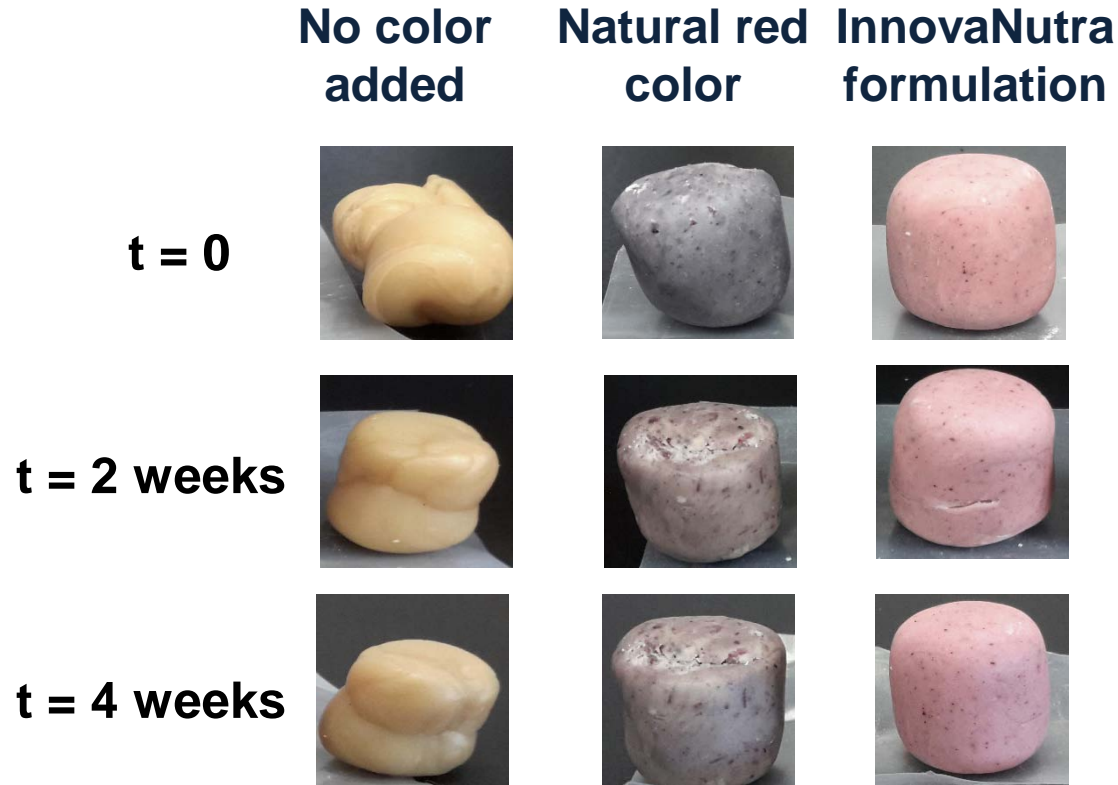 No color
added
Natural red
color
InnovaNutra
formulation
t = 0
t = 2 weeks
t = 4 weeks